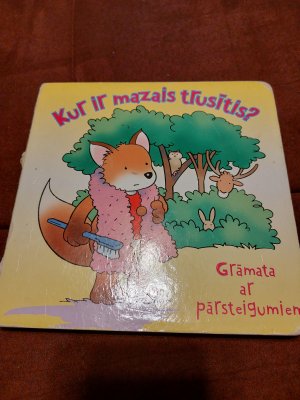 Kur ir mazais trusītis?
Grāmata
ar
pārsteigumiem